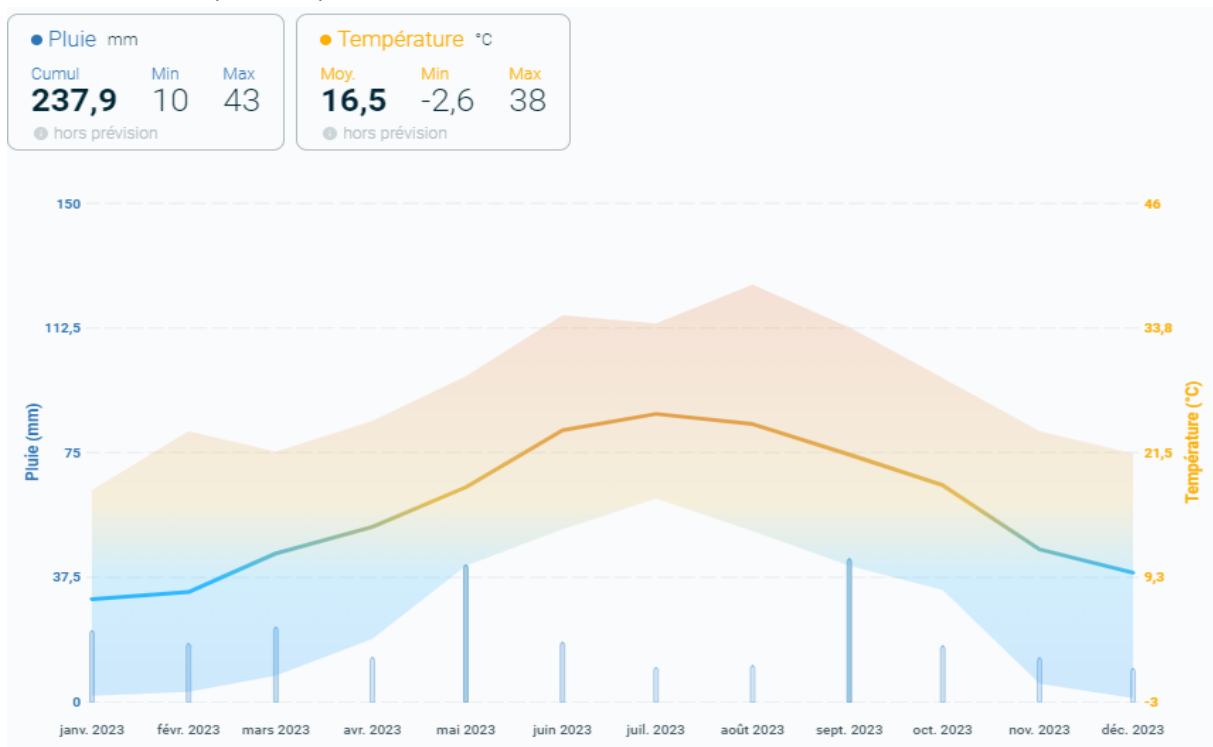 Pluie mm
Cumul Min Max
237,9 10 43
hors prévision
Température °C
Moy. Min Max
16,5 -2,6 38
hors prévision
150 46
112,5 33,8
75 21,5
37,5 9,3
0 -3
Pluie (mm)
Température (°C)
janv. 2023 févr. 2023 mars 2023 avr. 2023 mai 2023 juin 2023 juil. 2023 août 2023 sept. 2023 oct. 2023 nov. 2023 déc. 2023